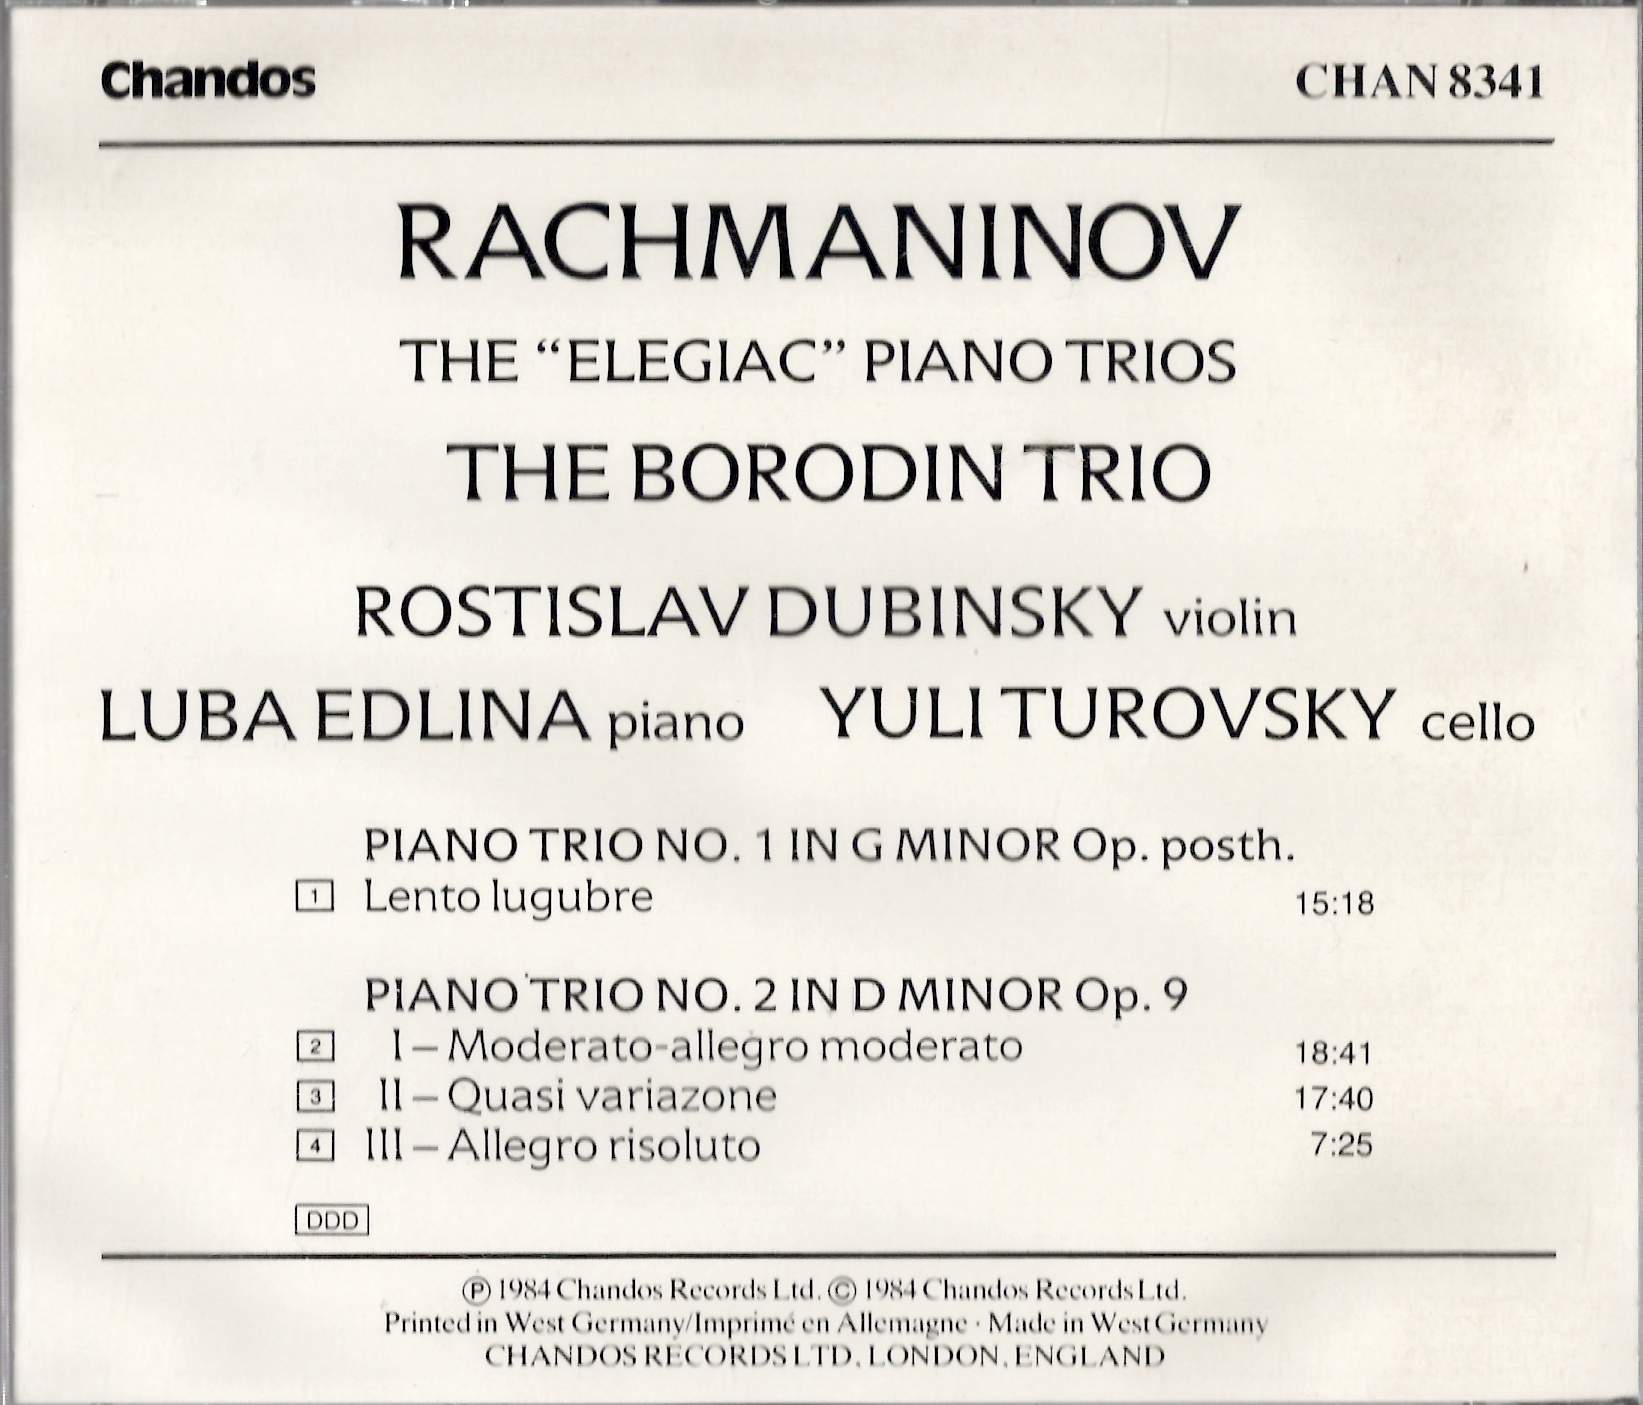 Chandos CHAN 8341
RACHMANINOV
THE “ELEGIAC” PIANO TRIOS
THE BORODIN TRIO
ROSTISLAV DUBINSKY violin
LUBA EDLINA piano YULI TUROVSKY cello
PIANO TRIO NO. 1 IN G MINOR Op. posth.
1 Lento lugubre 15:18
PIANO TRIO NO. 2 IN D MINOR Op. 9
2 I – Moderato-allegro moderato 18:41
3 II – Quasi variazone 17:40
4 III – Allegro risoluto 7:25
DDD
Ⓟ 1984 Chandos Records Ltd. © 1984 Chandos Records Ltd.
Printed in West Germany/Imprimé en Allemagne · Made in West Germany
CHANDOS RECORDS LTD, LONDON, ENGLAND